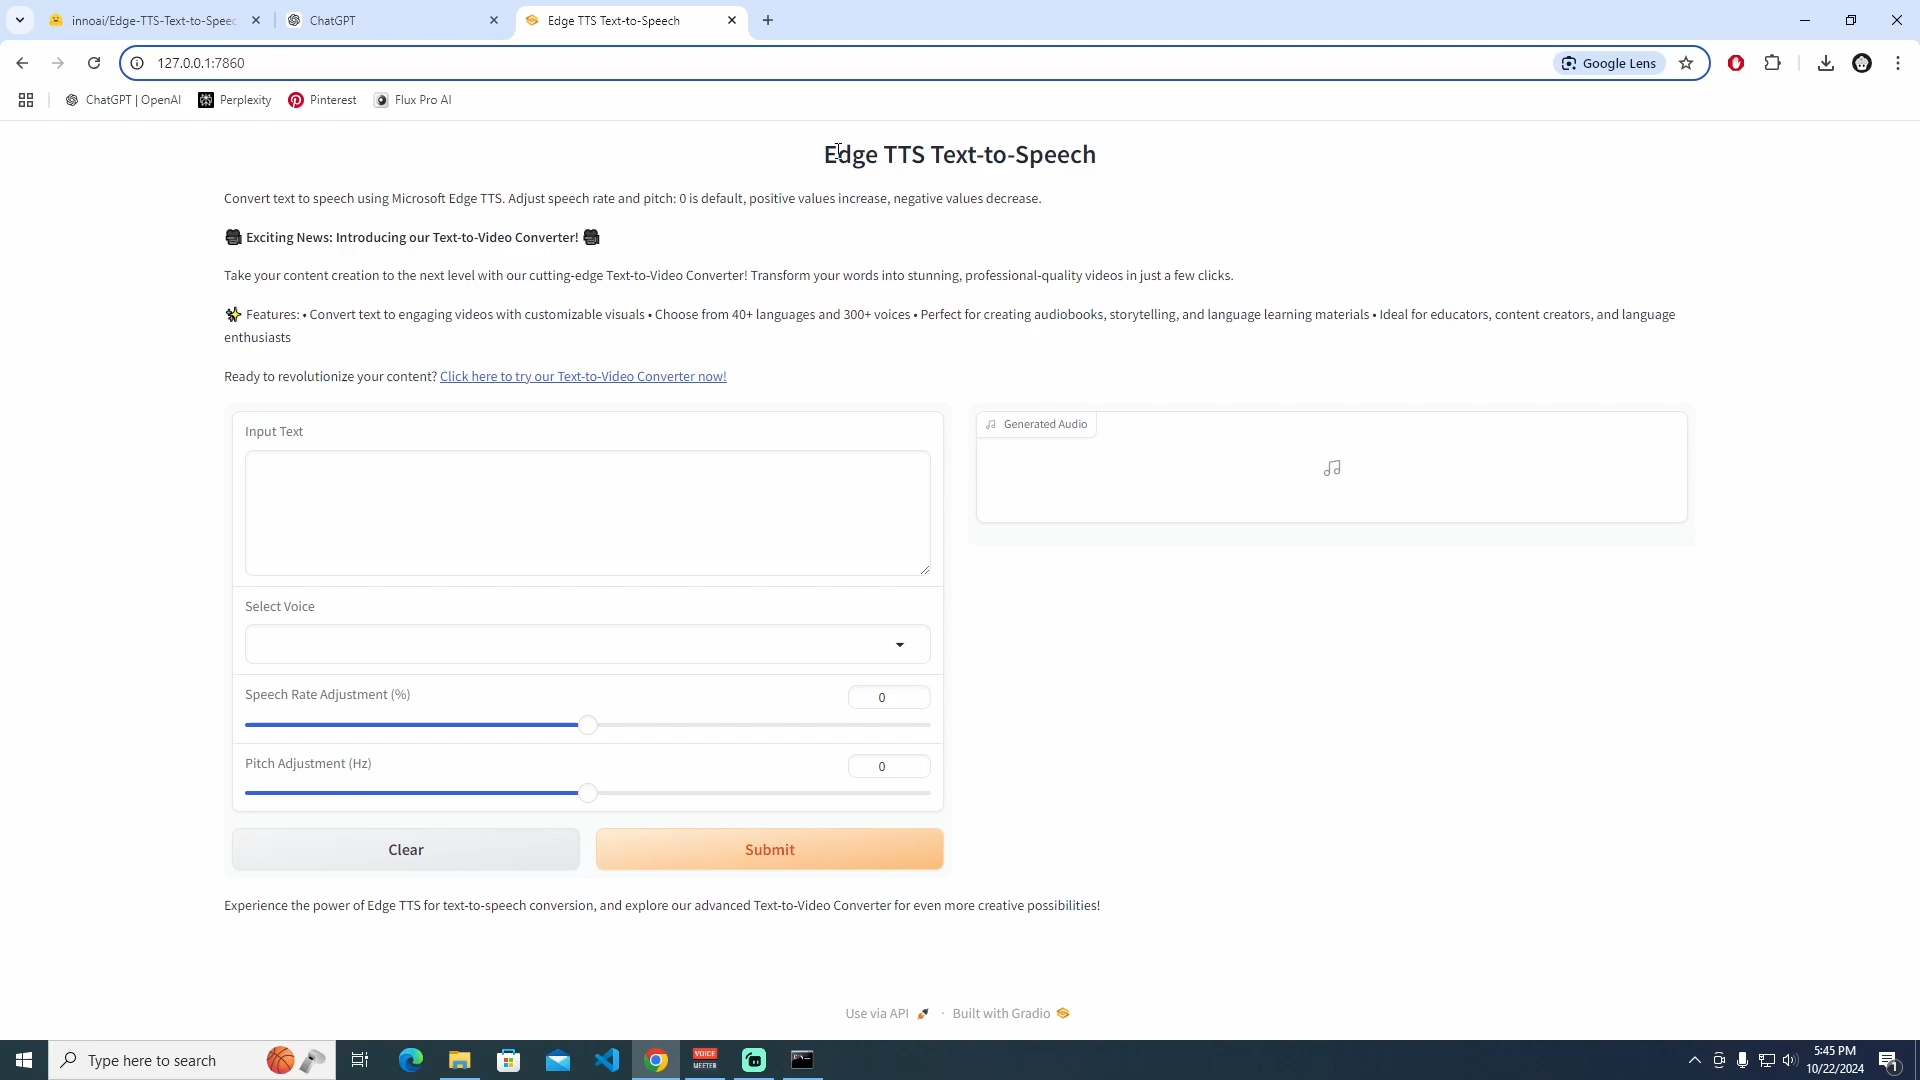 innoai/Edge-TTS-Text-to-Speec
ChatGPT
Edge TTS Text-to-Speech
127.0.0.1:7860
Google Lens
ChatGPT | OpenAI
Perplexity
Pinterest
Flux Pro AI
Edge TTS Text-to-Speech
Convert text to speech using Microsoft Edge TTS. Adjust speech rate and pitch: 0 is default, positive values increase, negative values decrease.
🎥 Exciting News: Introducing our Text-to-Video Converter! 🎥
Take your content creation to the next level with our cutting-edge Text-to-Video Converter! Transform your words into stunning, professional-quality videos in just a few clicks.
✨ Features: • Convert text to engaging videos with customizable visuals • Choose from 40+ languages and 300+ voices • Perfect for creating audiobooks, storytelling, and language learning materials • Ideal for educators, content creators, and language
enthusiasts
Ready to revolutionize your content? Click here to try our Text-to-Video Converter now!
Input Text
Generated Audio
Select Voice
Speech Rate Adjustment (%)
0
Pitch Adjustment (Hz)
0
Clear
Submit
Experience the power of Edge TTS for text-to-speech conversion, and explore our advanced Text-to-Video Converter for even more creative possibilities!
Use via API 🚀 · Built with Gradio
Type here to search
VOICE
MEETER
5:45 PM
10/22/2024
1